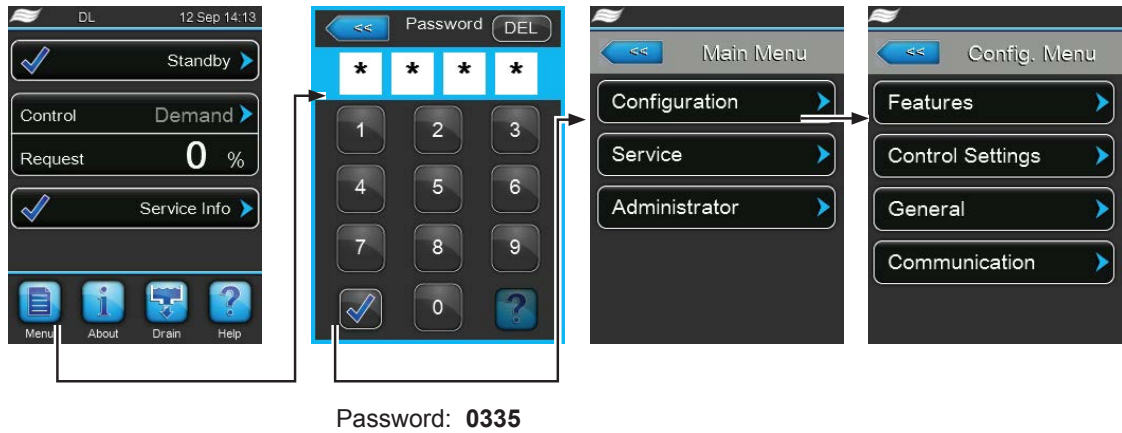 DL 12 Sep 14:13
Standby
Control Demand
Request 0 %
Service Info
Menu About Drain Help
<< Password DEL
* * * *
1 2 3
4 5 6
7 8 9
0 ?
Password: 0335
<< Main Menu
Configuration
Service
Administrator
<< Config. Menu
Features
Control Settings
General
Communication